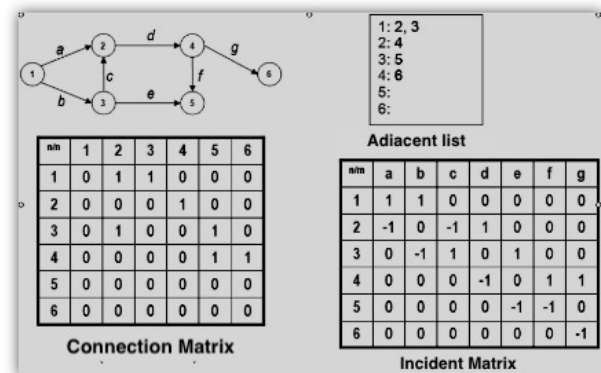 a
b
c
d
e
f
g
1
2
3
4
5
6
1: 2, 3
2: 4
3: 5
4: 6
5:
6:
Adiacent list
n/n 1 2 3 4 5 6
1 0 1 1 0 0 0
2 0 0 0 1 0 0
3 0 1 0 0 1 0
4 0 0 0 0 1 1
5 0 0 0 0 0 0
6 0 0 0 0 0 0
Connection Matrix
n/m a b c d e f g
1 1 1 0 0 0 0 0
2 -1 0 -1 1 0 0 0
3 0 -1 1 0 1 0 0
4 0 0 0 -1 0 1 1
5 0 0 0 0 -1 -1 0
6 0 0 0 0 0 0 -1
Incident Matrix